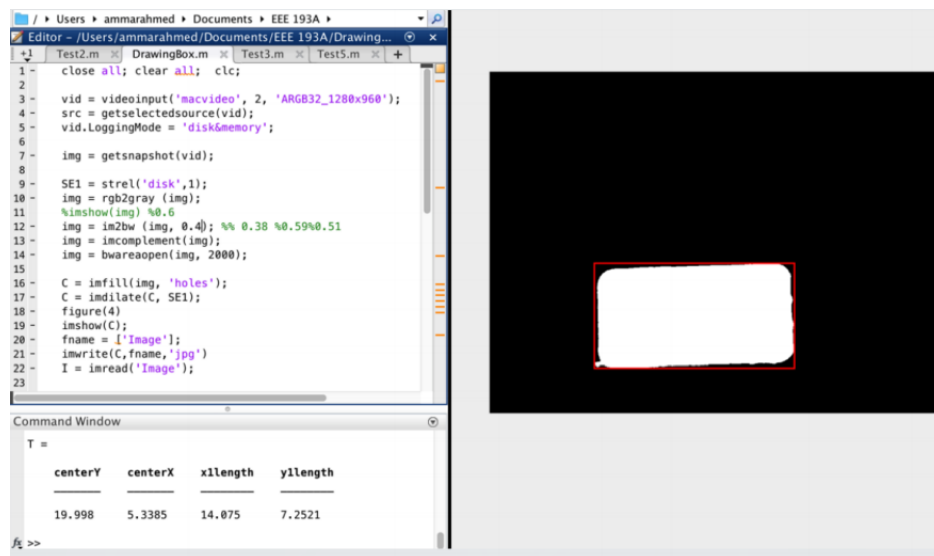 / ▸ Users ▸ ammarahmed ▸ Documents ▸ EEE 193A ▸
Editor – /Users/ammarahmed/Documents/EEE 193A/Drawing...
+1 Test2.m DrawingBox.m Test3.m Test5.m +
1 - close all; clear all; clc;
2
3 - vid = videoinput('macvideo', 2, 'ARGB32_1280x960');
4 - src = getselectedsource(vid);
5 - vid.LoggingMode = 'disk&memory';
6
7 - img = getsnapshot(vid);
8
9 - SE1 = strel('disk',1);
10 - img = rgb2gray (img);
11 %imshow(img) %0.6
12 - img = im2bw (img, 0.4); %% 0.38 %0.59%0.51
13 - img = imcomplement(img);
14 - img = bwareaopen(img, 2000);
15
16 - C = imfill(img, 'holes');
17 - C = imdilate(C, SE1);
18 - figure(4)
19 - imshow(C);
20 - fname = ['Image'];
21 - imwrite(C,fname,'jpg')
22 - I = imread('Image');
23
Command Window
T =
centerY centerX x1length y1length
19.998 5.3385 14.075 7.2521
fx >>